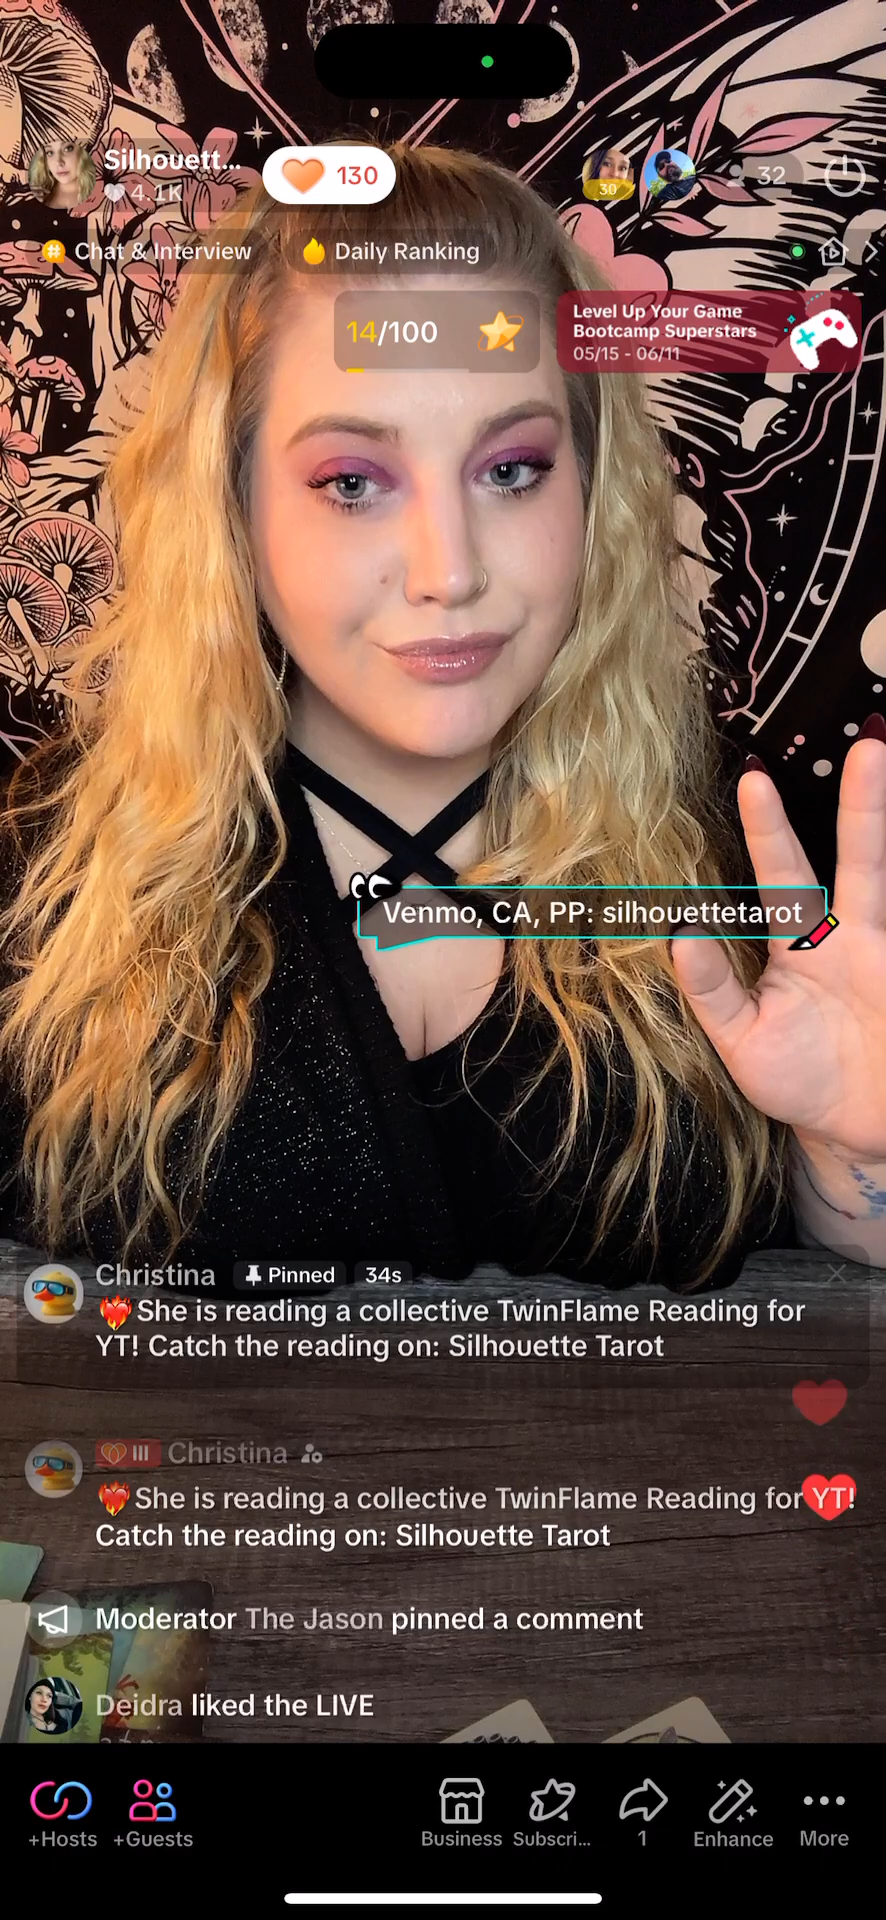 Silhouett...
4.1K
130
30
32
Chat & Interview
Daily Ranking
14/100
Level Up Your Game
Bootcamp Superstars
05/15 - 06/11
Venmo, CA, PP: silhouettetarot
Christina Pinned 34s
❤️‍🔥She is reading a collective TwinFlame Reading for
YT! Catch the reading on: Silhouette Tarot
III Christina
❤️‍🔥She is reading a collective TwinFlame Reading for YT!
Catch the reading on: Silhouette Tarot
Moderator The Jason pinned a comment
Deidra liked the LIVE
+Hosts
+Guests
Business
Subscri...
1
Enhance
More